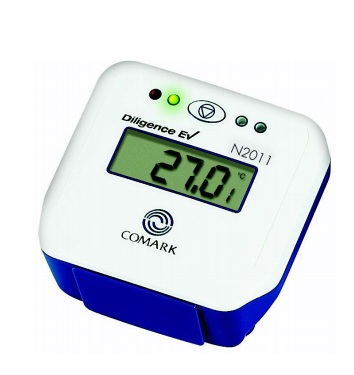 Diligence EV
N2011
27.0 °C
COMARK